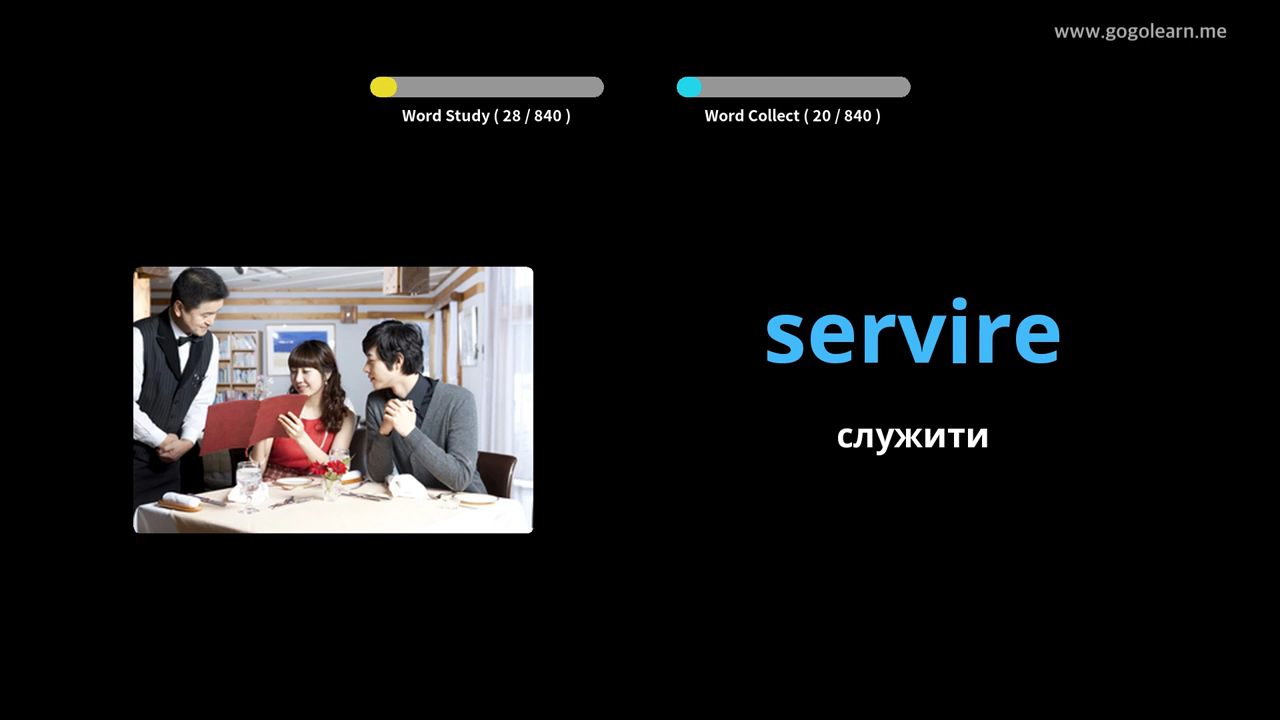 www.gogolearn.me
Word Study ( 28 / 840 )
Word Collect ( 20 / 840 )
servire
служити